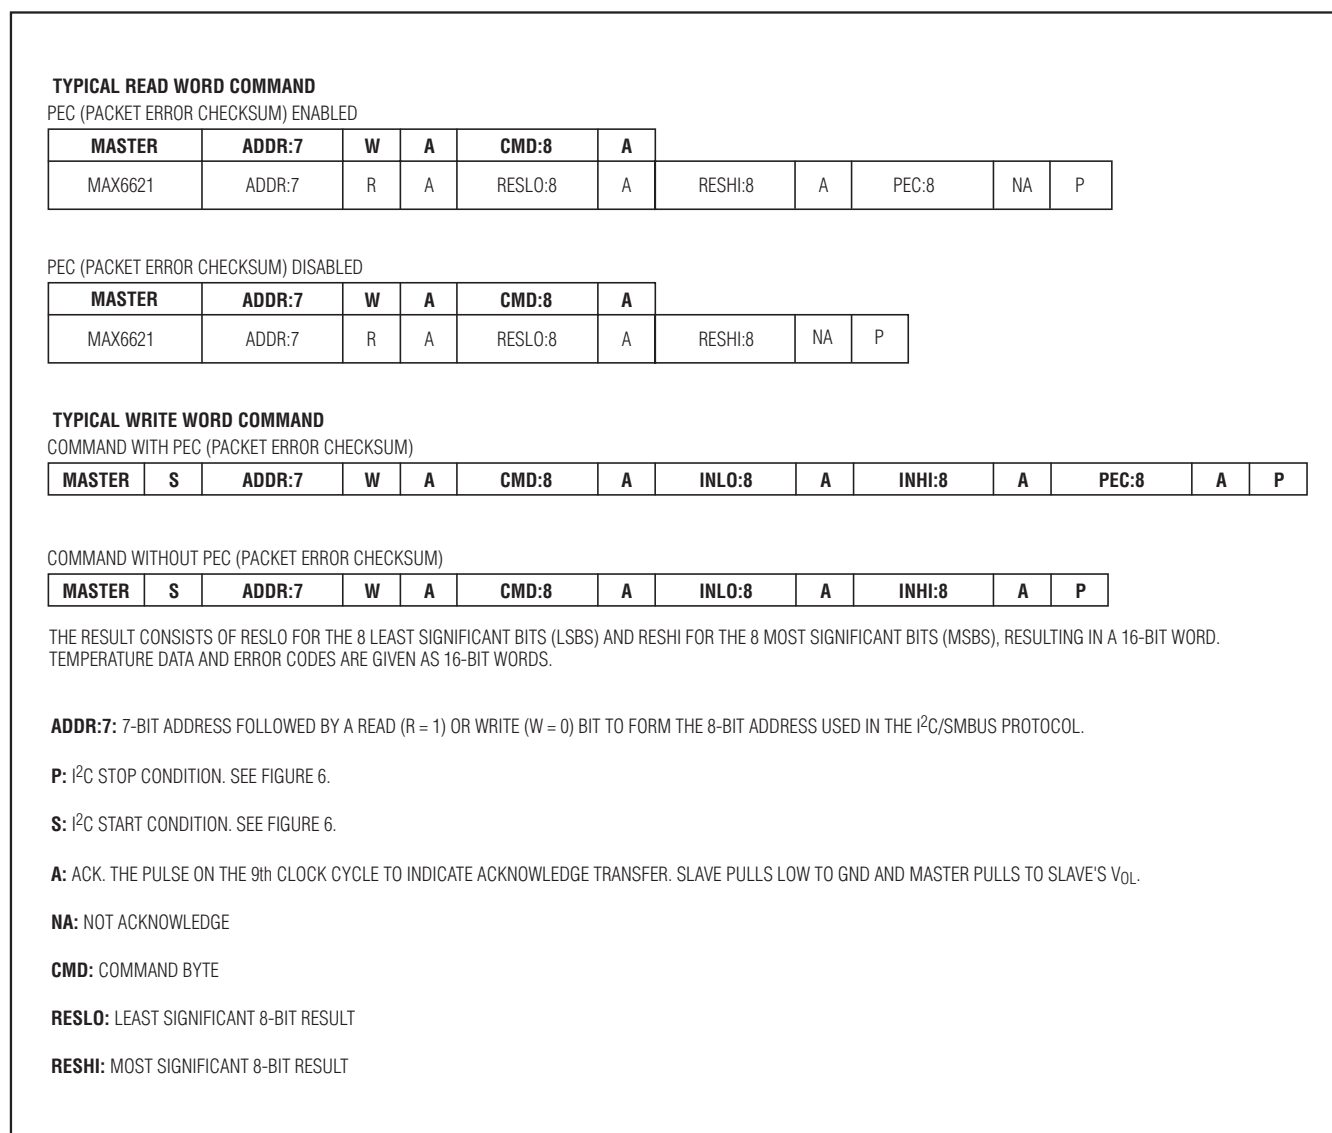 TYPICAL READ WORD COMMAND
PEC (PACKET ERROR CHECKSUM) ENABLED
MASTER ADDR:7 W A CMD:8 A
MAX6621 ADDR:7 R A RESLO:8 A RESHI:8 A PEC:8 NA P
PEC (PACKET ERROR CHECKSUM) DISABLED
MASTER ADDR:7 W A CMD:8 A
MAX6621 ADDR:7 R A RESLO:8 A RESHI:8 NA P
TYPICAL WRITE WORD COMMAND
COMMAND WITH PEC (PACKET ERROR CHECKSUM)
MASTER S ADDR:7 W A CMD:8 A INLO:8 A INHI:8 A PEC:8 A P
COMMAND WITHOUT PEC (PACKET ERROR CHECKSUM)
MASTER S ADDR:7 W A CMD:8 A INLO:8 A INHI:8 A P
THE RESULT CONSISTS OF RESLO FOR THE 8 LEAST SIGNIFICANT BITS (LSBS) AND RESHI FOR THE 8 MOST SIGNIFICANT BITS (MSBS), RESULTING IN A 16-BIT WORD.
TEMPERATURE DATA AND ERROR CODES ARE GIVEN AS 16-BIT WORDS.
ADDR:7: 7-BIT ADDRESS FOLLOWED BY A READ (R = 1) OR WRITE (W = 0) BIT TO FORM THE 8-BIT ADDRESS USED IN THE I²C/SMBUS PROTOCOL.
P: I²C STOP CONDITION. SEE FIGURE 6.
S: I²C START CONDITION. SEE FIGURE 6.
A: ACK. THE PULSE ON THE 9th CLOCK CYCLE TO INDICATE ACKNOWLEDGE TRANSFER. SLAVE PULLS LOW TO GND AND MASTER PULLS TO SLAVE'S VOL.
NA: NOT ACKNOWLEDGE
CMD: COMMAND BYTE
RESLO: LEAST SIGNIFICANT 8-BIT RESULT
RESHI: MOST SIGNIFICANT 8-BIT RESULT